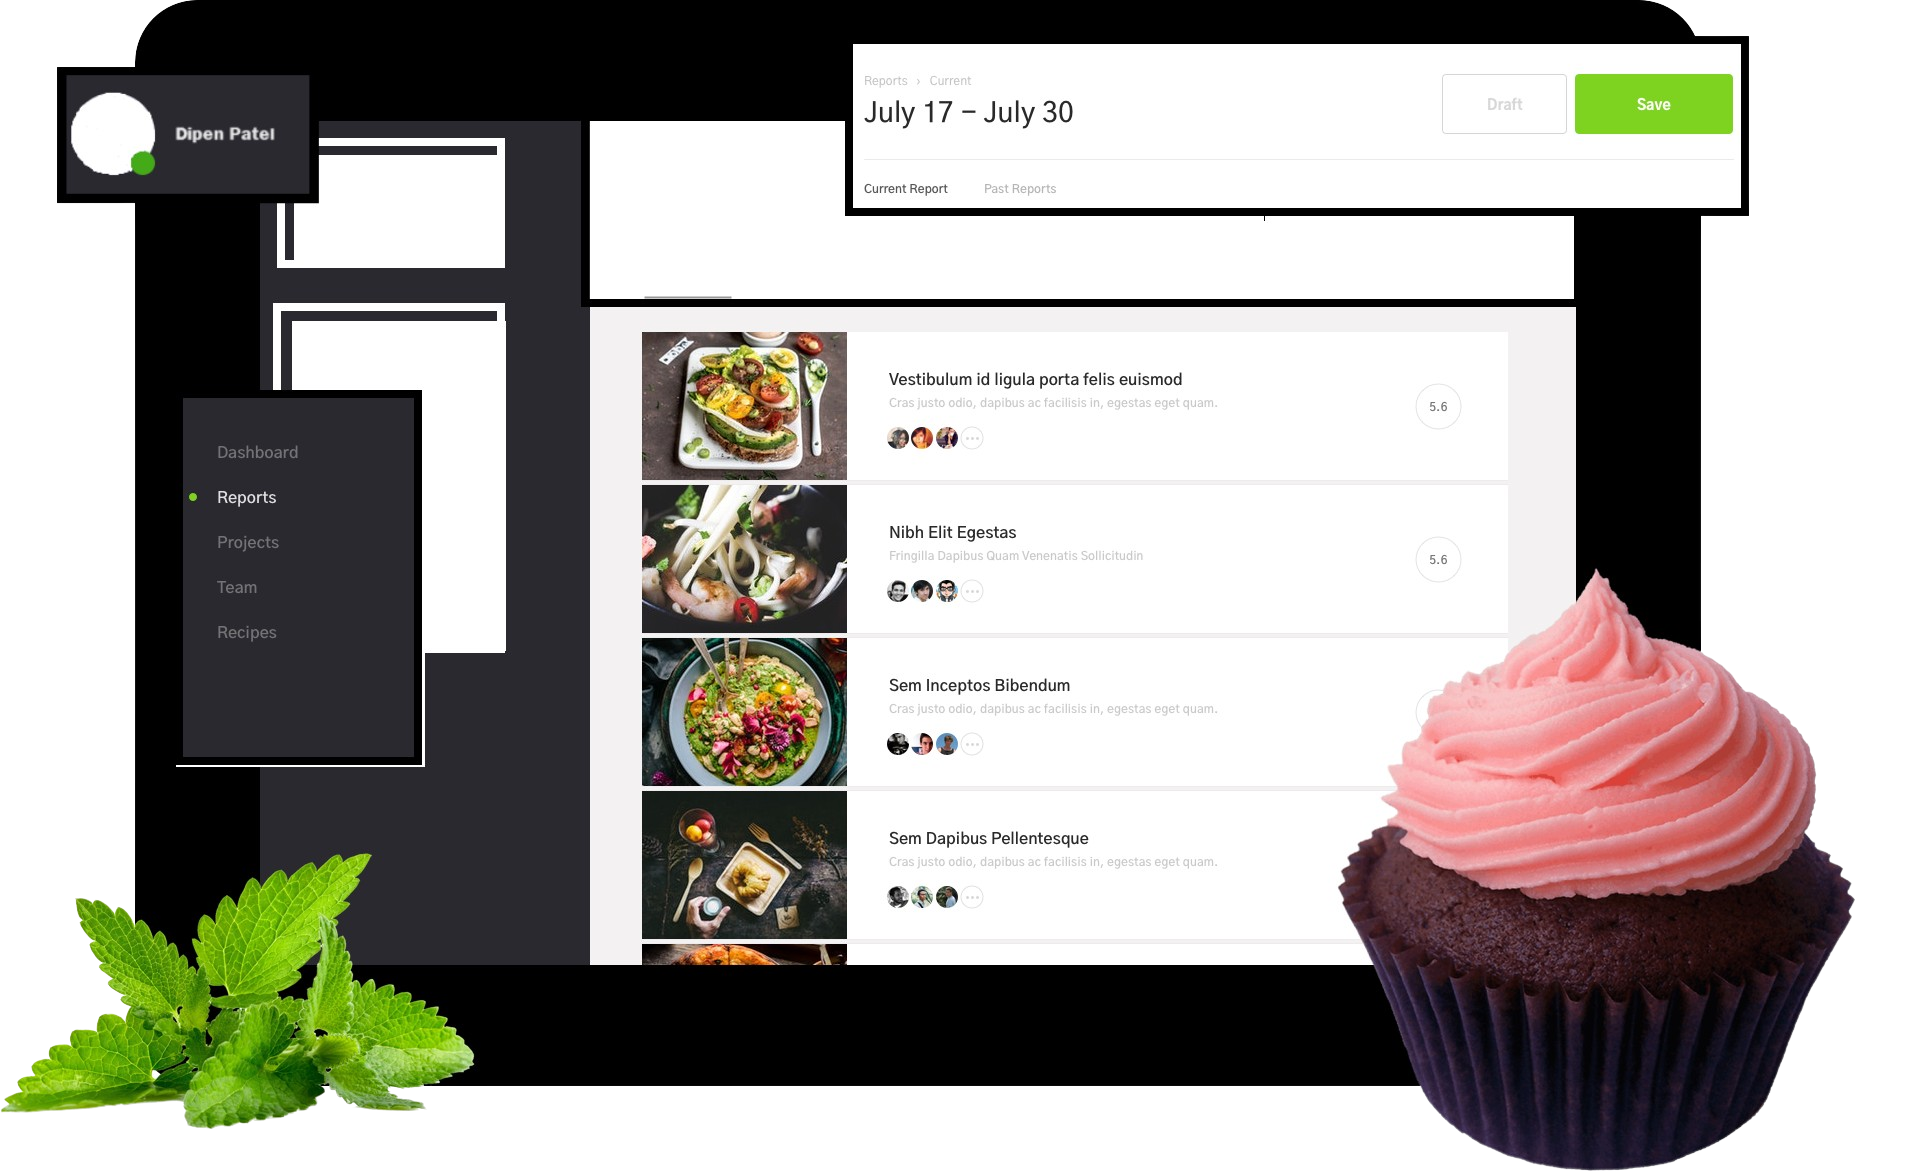 Reports › Current
July 17 – July 30
Draft
Save
Current Report
Past Reports
Dipen Patel
Dashboard
Reports
Projects
Team
Recipes
Vestibulum id ligula porta felis euismod
Cras justo odio, dapibus ac facilisis in, egestas eget quam.
5.6
Nibh Elit Egestas
Fringilla Dapibus Quam Venenatis Sollicitudin
5.6
Sem Inceptos Bibendum
Cras justo odio, dapibus ac facilisis in, egestas eget quam.
Sem Dapibus Pellentesque
Cras justo odio, dapibus ac facilisis in, egestas eget quam.